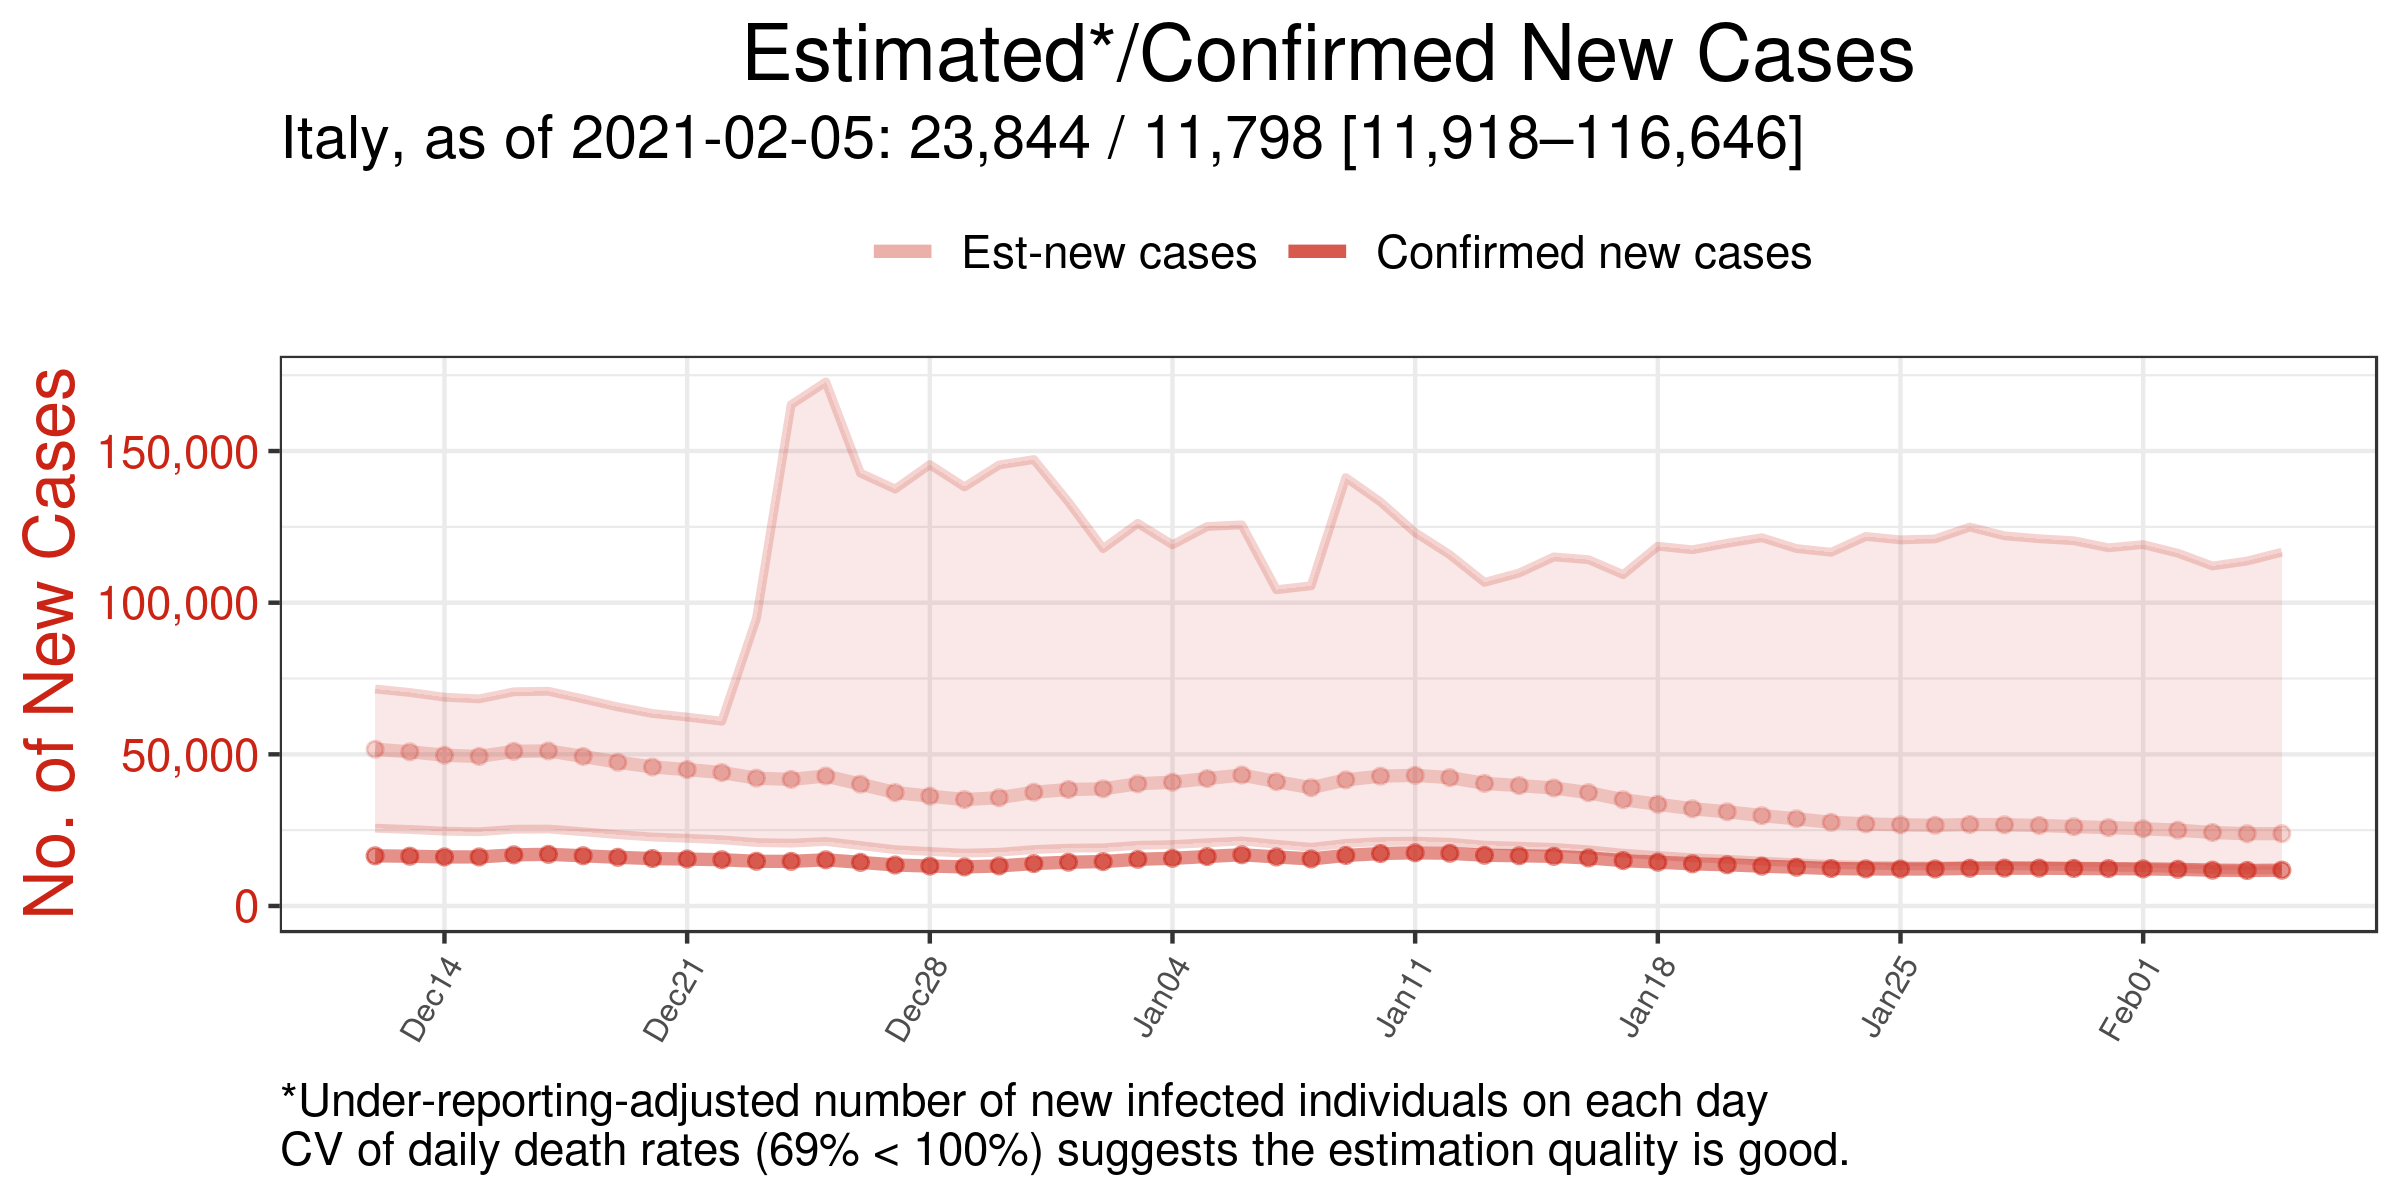 Estimated*/Confirmed New Cases
Italy, as of 2021-02-05: 23,844 / 11,798 [11,918–116,646]
Est-new cases
Confirmed new cases
No. of New Cases
150,000
100,000
50,000
0
Dec14
Dec21
Dec28
Jan04
Jan11
Jan18
Jan25
Feb01
*Under-reporting-adjusted number of new infected individuals on each day
CV of daily death rates (69% < 100%) suggests the estimation quality is good.